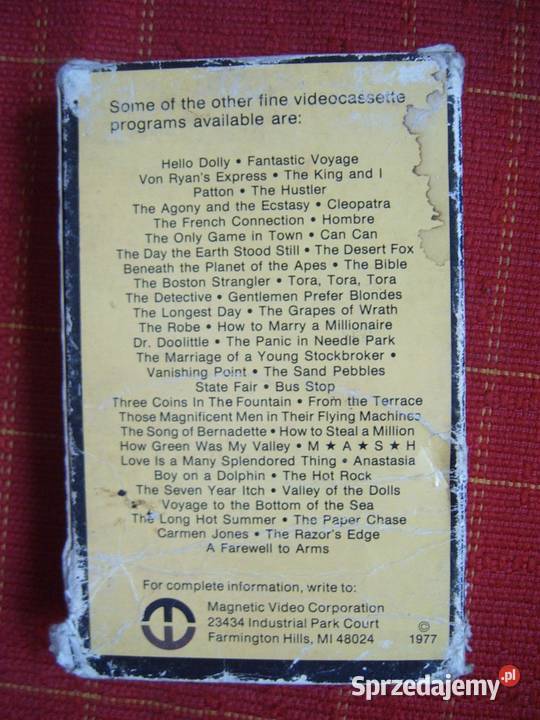 Some of the other fine videocassette
programs available are:
Hello Dolly • Fantastic Voyage
Von Ryan's Express • The King and I
Patton • The Hustler
The Agony and the Ecstasy • Cleopatra
The French Connection • Hombre
The Only Game in Town • Can Can
The Day the Earth Stood Still • The Desert Fox
Beneath the Planet of the Apes • The Bible
The Boston Strangler • Tora, Tora, Tora
The Detective • Gentlemen Prefer Blondes
The Longest Day • The Grapes of Wrath
The Robe • How to Marry a Millionaire
Dr. Doolittle • The Panic in Needle Park
The Marriage of a Young Stockbroker •
Vanishing Point • The Sand Pebbles
State Fair • Bus Stop
Three Coins In The Fountain • From the Terrace
Those Magnificent Men in Their Flying Machines
The Song of Bernadette • How to Steal a Million
How Green Was My Valley • M ★ A ★ S ★ H
Love Is a Many Splendored Thing • Anastasia
Boy on a Dolphin • The Hot Rock
The Seven Year Itch • Valley of the Dolls
Voyage to the Bottom of the Sea
The Long Hot Summer • The Paper Chase
Carmen Jones • The Razor's Edge
A Farewell to Arms
For complete information, write to:
Magnetic Video Corporation
23434 Industrial Park Court
Farmington Hills, MI 48024
©
1977
Sprzedajemy.pl